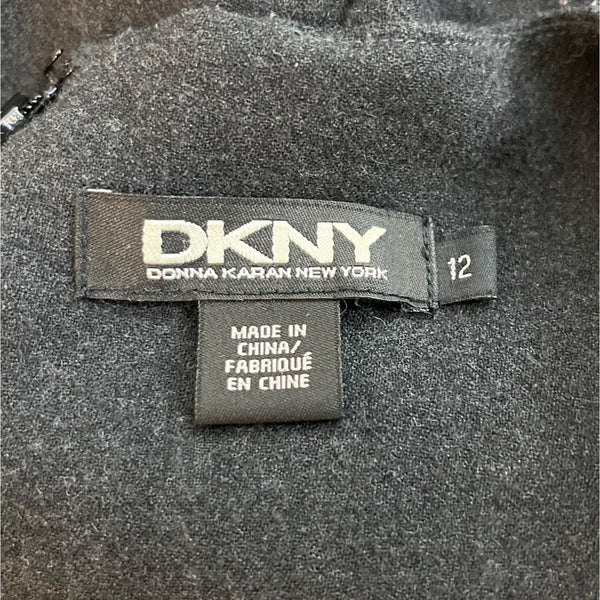 DKNY
DONNA KARAN NEW YORK
12
MADE IN
CHINA/
FABRIQUÉ
EN CHINE